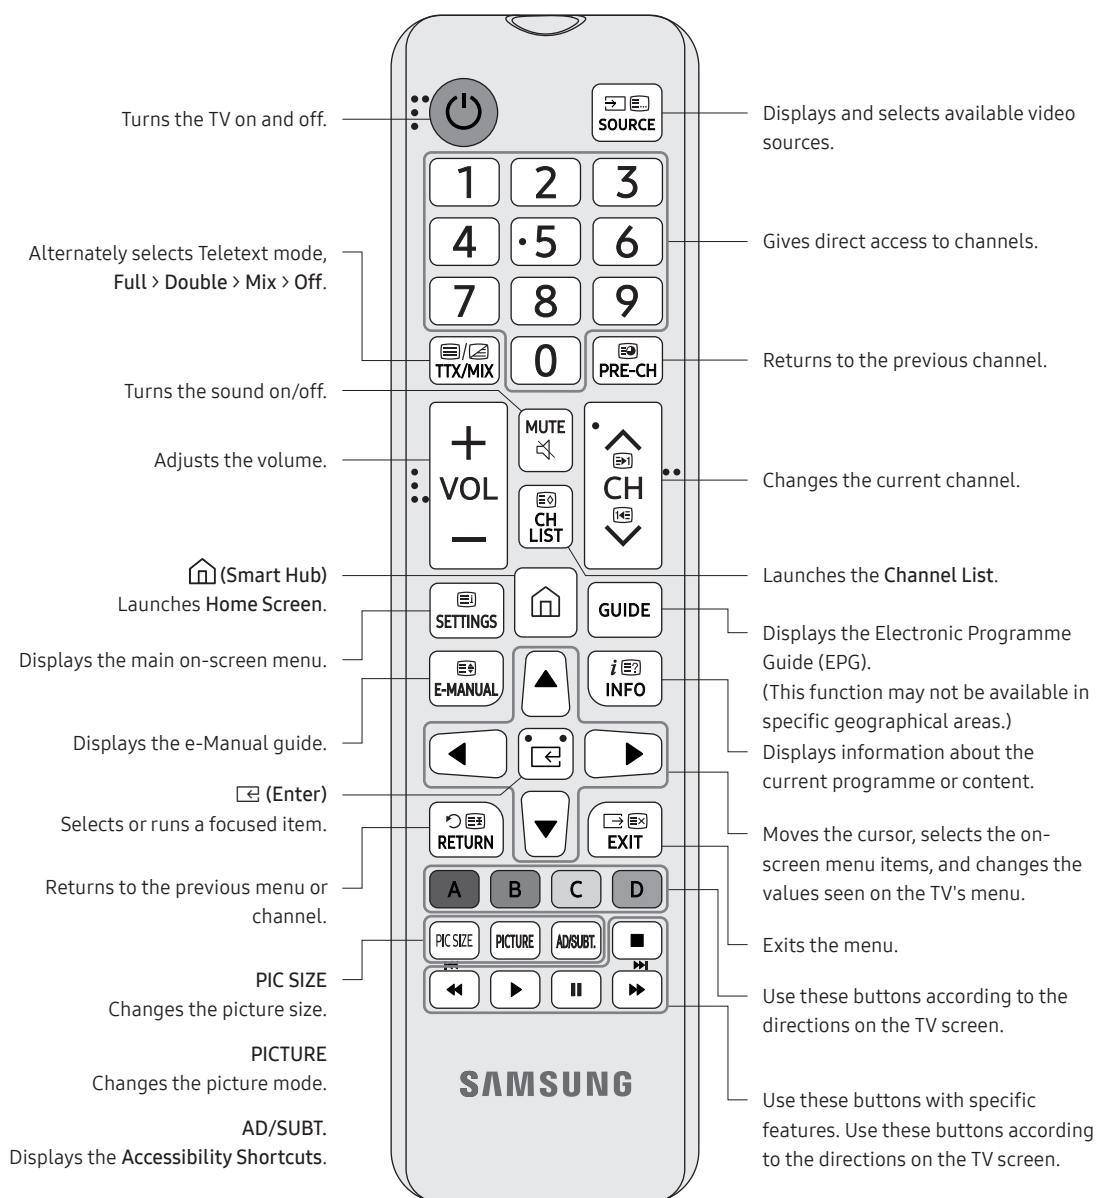 Turns the TV on and off.
Alternately selects Teletext mode,
Full > Double > Mix > Off.
Turns the sound on/off.
Adjusts the volume.
(Smart Hub)
Launches Home Screen.
Displays the main on-screen menu.
Displays the e-Manual guide.
(Enter)
Selects or runs a focused item.
Returns to the previous menu or
channel.
PIC SIZE
Changes the picture size.
PICTURE
Changes the picture mode.
AD/SUBT.
Displays the Accessibility Shortcuts.
SOURCE
1 2 3
4 5 6
7 8 9
TTX/MIX 0 PRE-CH
MUTE
VOL
CH
CH
LIST
SETTINGS
GUIDE
E-MANUAL
i
INFO
RETURN
EXIT
A B C D
PIC SIZE PICTURE AD/SUBT.
SAMSUNG
Displays and selects available video
sources.
Gives direct access to channels.
Returns to the previous channel.
Changes the current channel.
Launches the Channel List.
Displays the Electronic Programme
Guide (EPG).
(This function may not be available in
specific geographical areas.)
Displays information about the
current programme or content.
Moves the cursor, selects the on-
screen menu items, and changes the
values seen on the TV's menu.
Exits the menu.
Use these buttons according to the
directions on the TV screen.
Use these buttons with specific
features. Use these buttons according
to the directions on the TV screen.